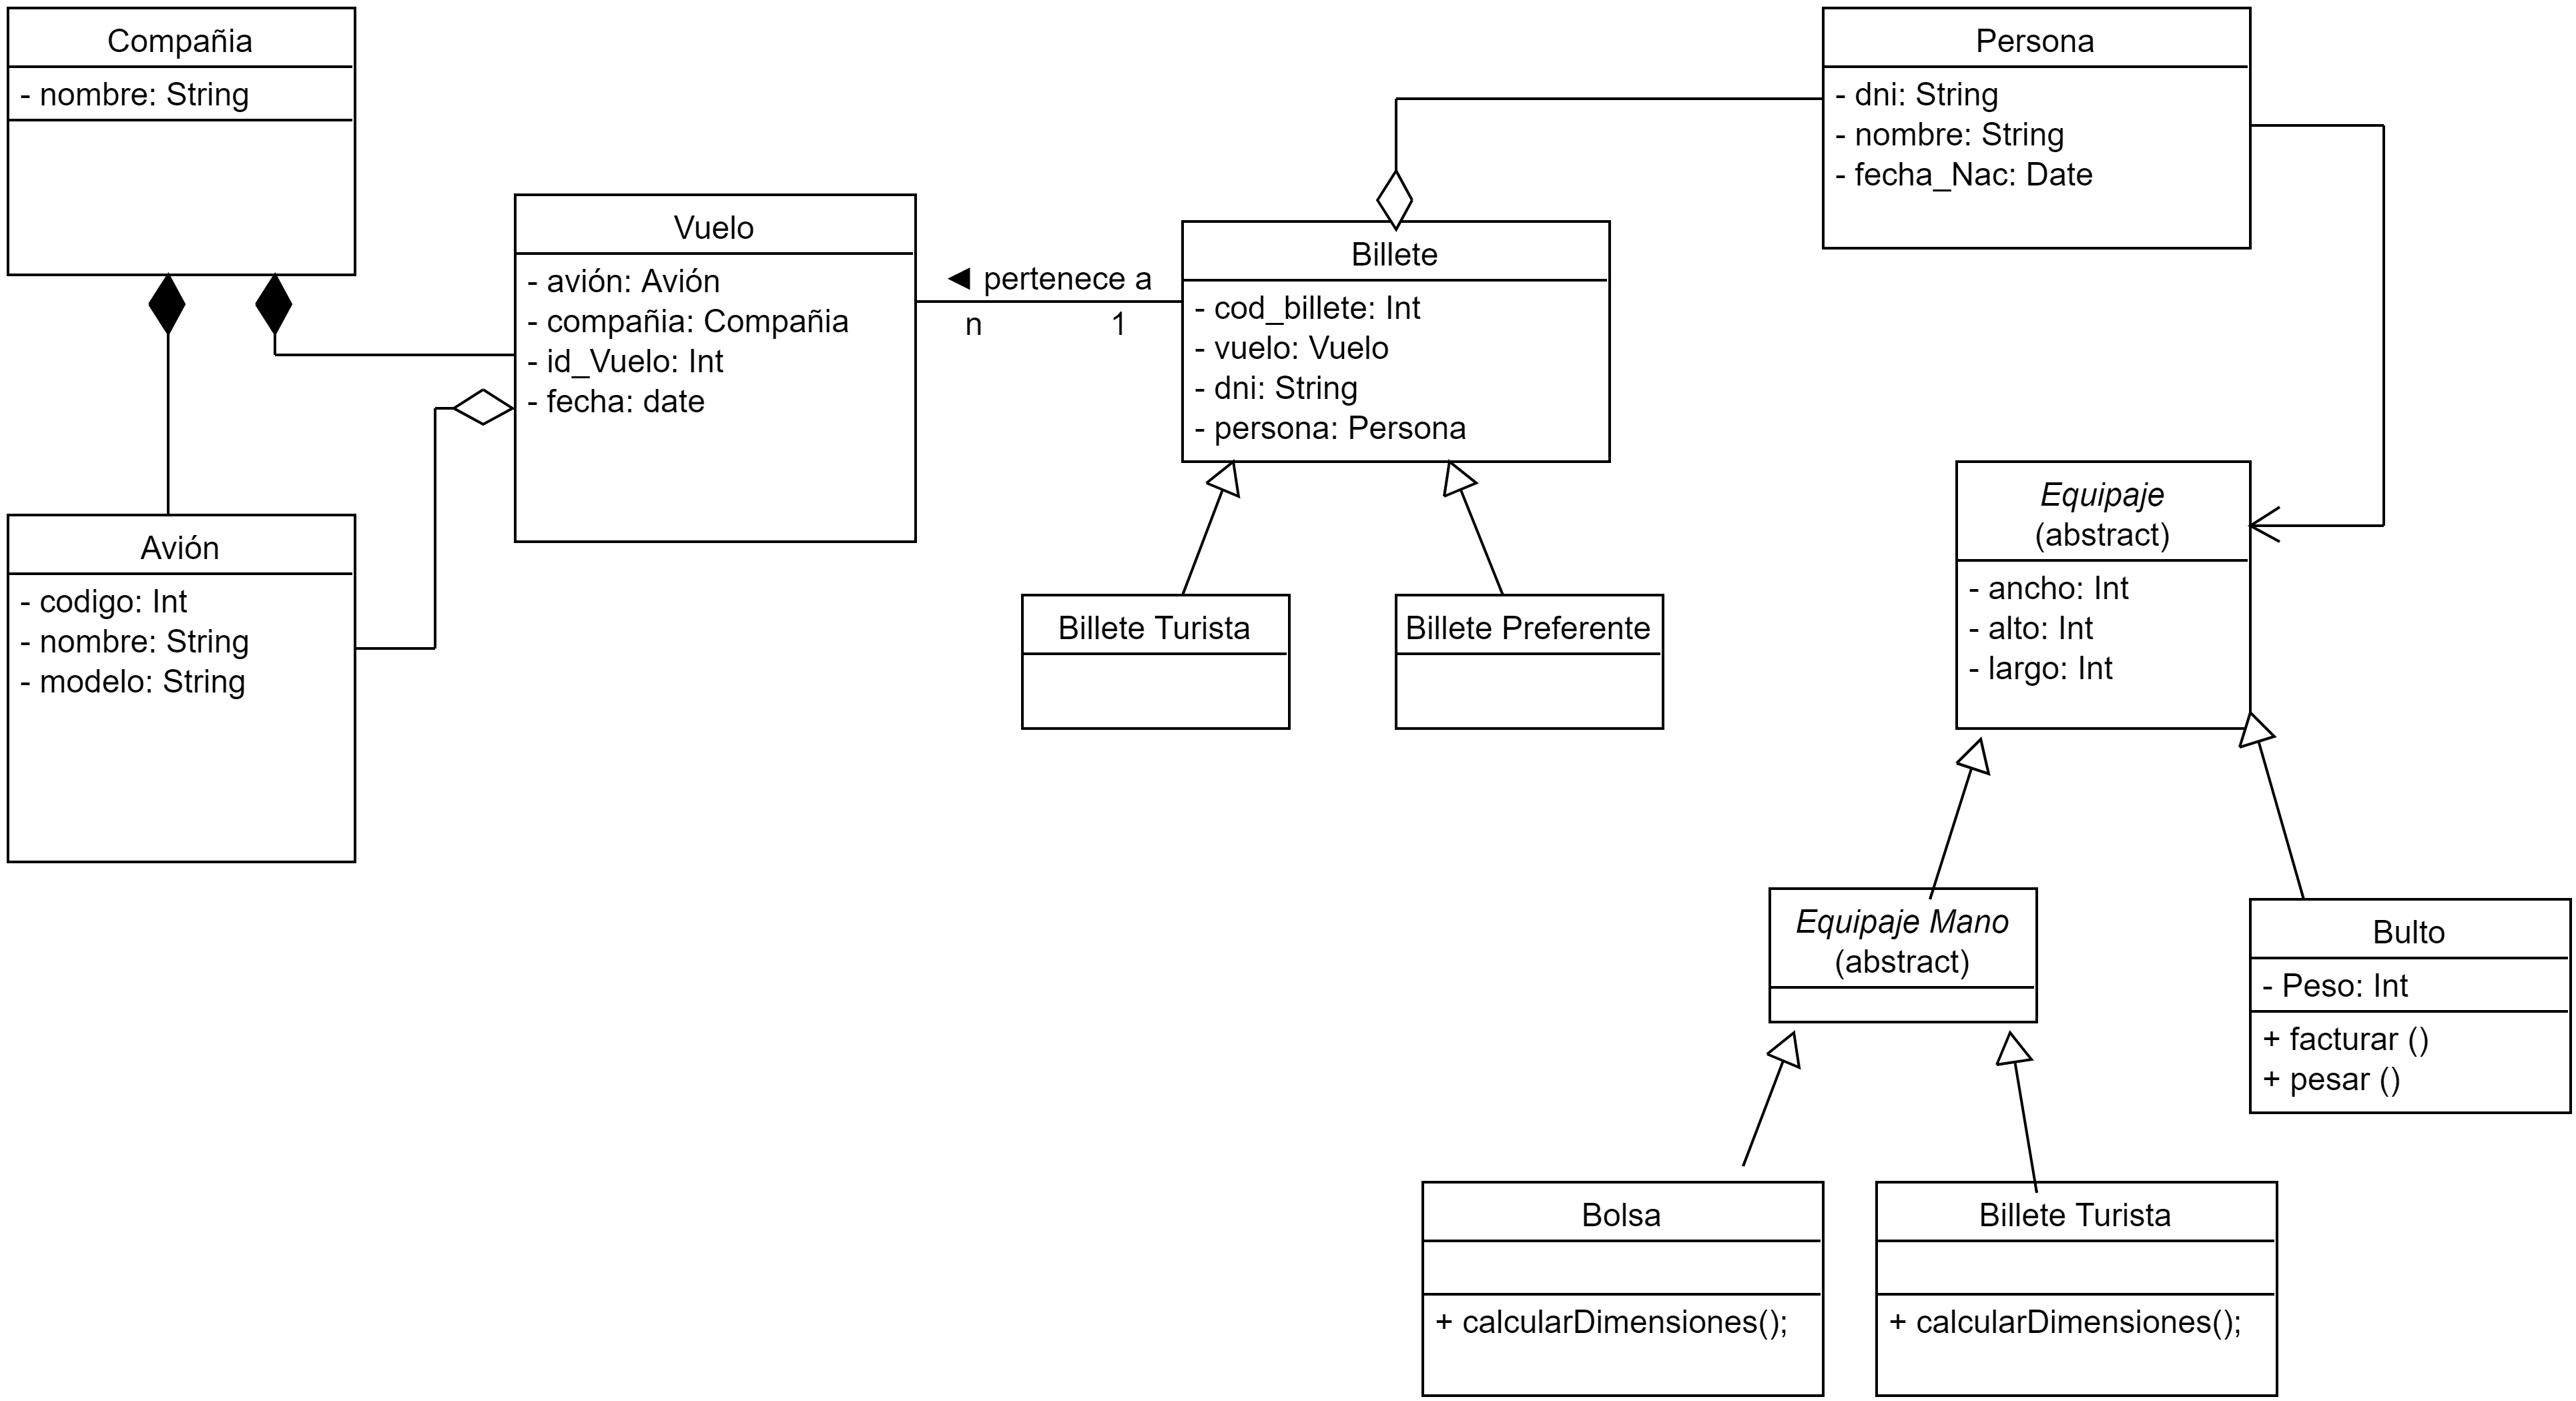 Compañia
- nombre: String
Persona
- dni: String
- nombre: String
- fecha_Nac: Date
Vuelo
- avión: Avión
- compañia: Compañia
- id_Vuelo: Int
- fecha: date
◄ pertenece a
n
1
Billete
- cod_billete: Int
- vuelo: Vuelo
- dni: String
- persona: Persona
Avión
- codigo: Int
- nombre: String
- modelo: String
Billete Turista
Billete Preferente
Equipaje
(abstract)
- ancho: Int
- alto: Int
- largo: Int
Equipaje Mano
(abstract)
Bulto
- Peso: Int
+ facturar ()
+ pesar ()
Bolsa
+ calcularDimensiones();
Billete Turista
+ calcularDimensiones();